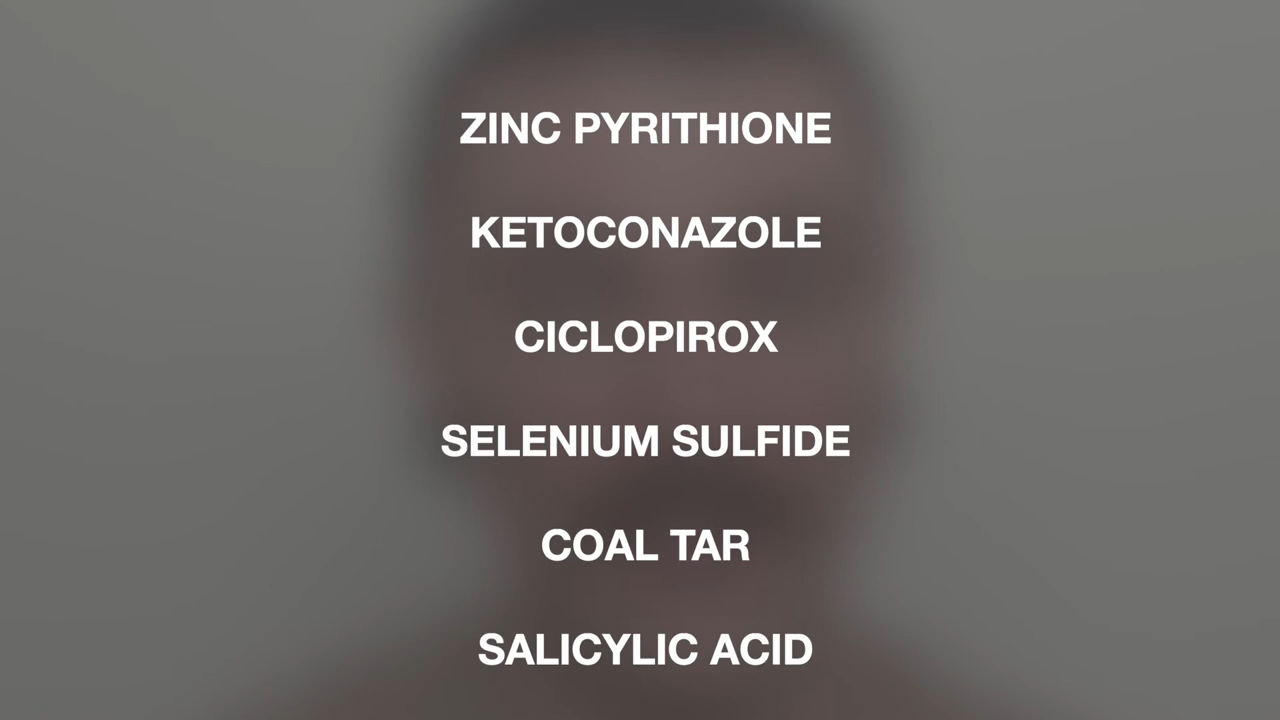 ZINC PYRITHIONE
KETOCONAZOLE
CICLOPIROX
SELENIUM SULFIDE
COAL TAR
SALICYLIC ACID